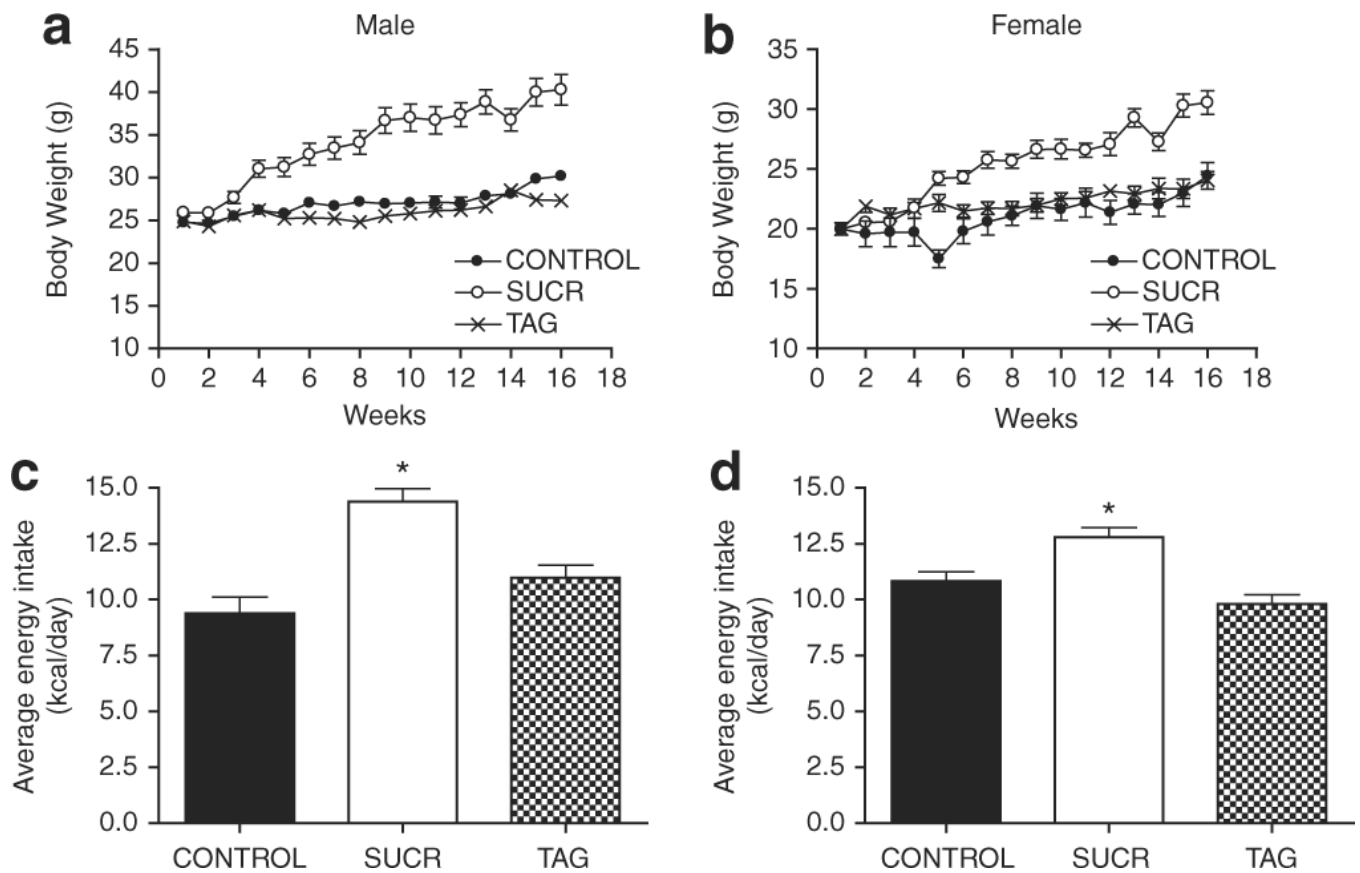 a
Male
45
40
35
30
25
20
15
10
Body Weight (g)
CONTROL
SUCR
TAG
0 2 4 6 8 10 12 14 16 18
Weeks
b
Female
35
30
25
20
15
10
Body Weight (g)
CONTROL
SUCR
TAG
0 2 4 6 8 10 12 14 16 18
Weeks
c
15.0
12.5
10.0
7.5
5.0
2.5
0.0
Average energy intake
(kcal/day)
*
CONTROL SUCR TAG
d
15.0
12.5
10.0
7.5
5.0
2.5
0.0
Average energy intake
(kcal/day)
*
CONTROL SUCR TAG